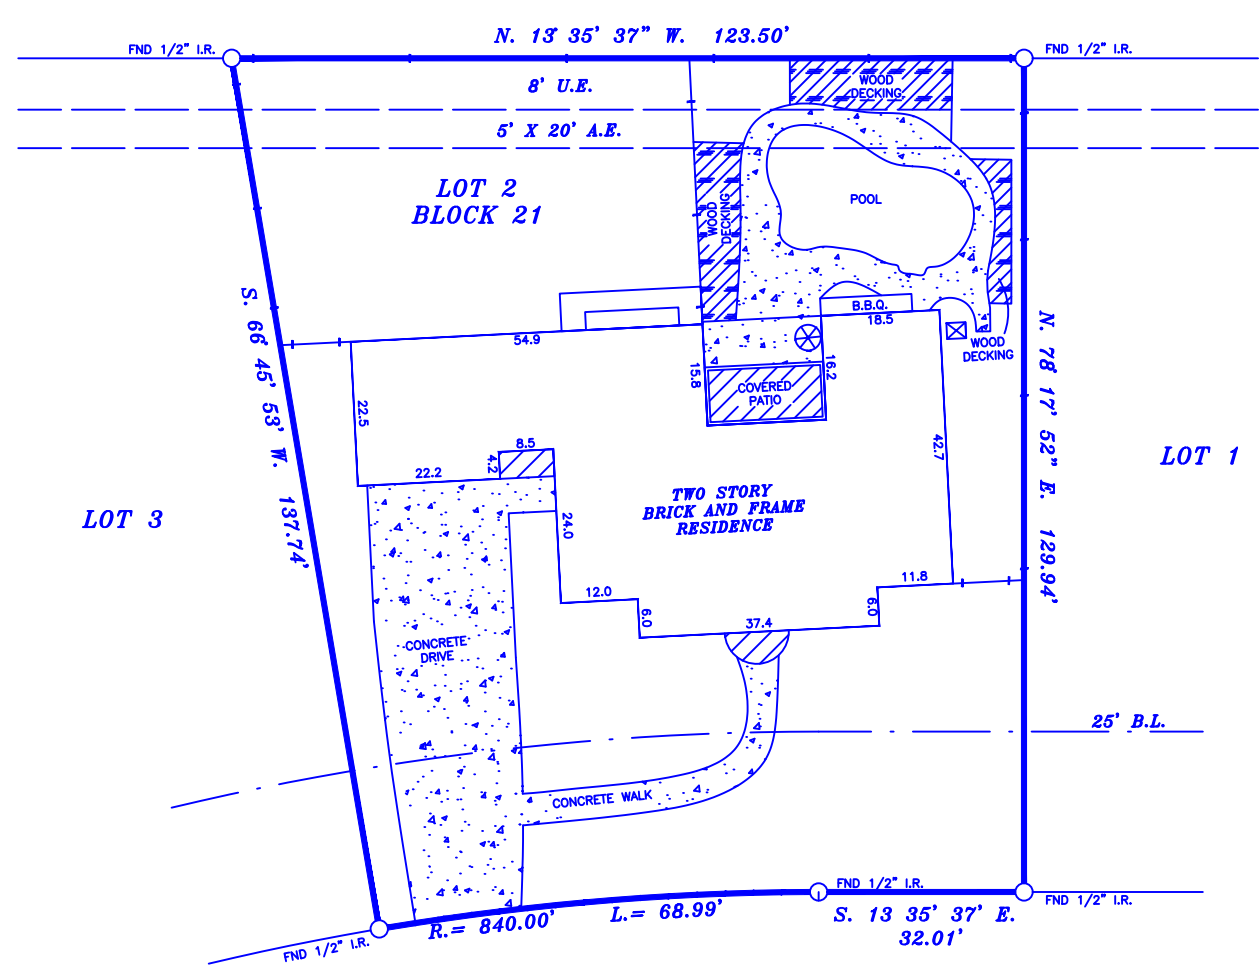 N. 13° 35' 37" W. 123.50'
FND 1/2" I.R.
FND 1/2" I.R.
8' U.E.
5' X 20' A.E.
WOOD
DECKING
LOT 2
BLOCK 21
WOOD
DECKING
POOL
B.B.Q.
18.5
WOOD
DECKING
54.9
15.8
16.2
COVERED
PATIO
S. 66° 45' 53" W. 137.74'
N. 78° 17' 52" E. 129.94'
22.5
8.5
4.2
22.2
42.7
LOT 1
LOT 3
TWO STORY
BRICK AND FRAME
RESIDENCE
24.0
12.0
6.0
37.4
6.0
11.8
CONCRETE
DRIVE
25' B.L.
CONCRETE WALK
FND 1/2" I.R.
FND 1/2" I.R.
R.= 840.00' L.= 68.99'
S. 13° 35' 37" E.
32.01'
FND 1/2" I.R.